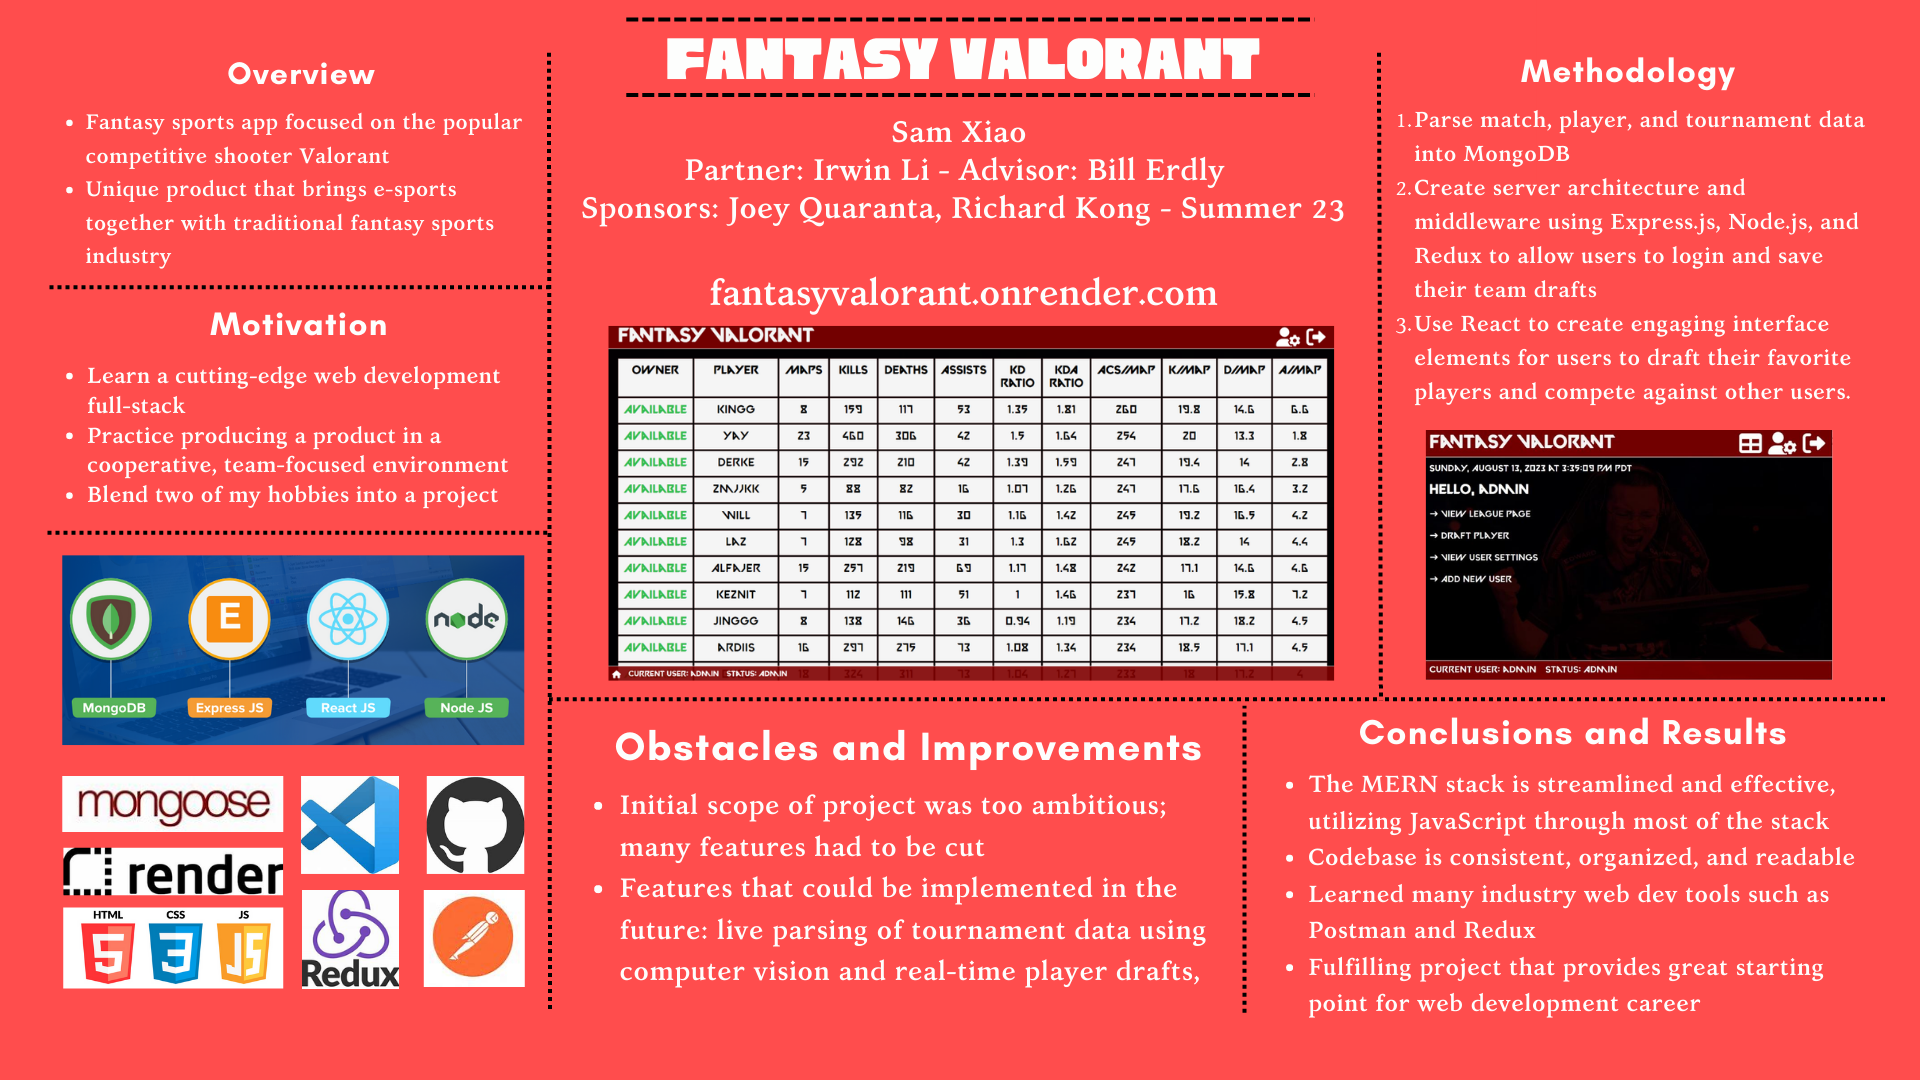 FANTASY VALORANT
Sam Xiao
Partner: Irwin Li - Advisor: Bill Erdly
Sponsors: Joey Quaranta, Richard Kong - Summer 23
fantasyvalorant.onrender.com
Overview
• Fantasy sports app focused on the popular
competitive shooter Valorant
• Unique product that brings e-sports
together with traditional fantasy sports
industry
Motivation
• Learn a cutting-edge web development
full-stack
• Practice producing a product in a
cooperative, team-focused environment
• Blend two of my hobbies into a project
E
node
MongoDB Express JS React JS Node JS
mongoose
render
HTML CSS JS
5 3 JS
Redux
FANTASY VALORANT
OWNER PLAYER MAPS KILLS DEATHS ASSISTS KD RATIO KDA RATIO ACS/MAP K/MAP D/MAP A/MAP
AVAILABLE KINGG 8 159 117 53 1.35 1.81 260 19.8 14.6 6.6
AVAILABLE YAY 23 460 306 42 1.5 1.64 254 20 13.3 1.8
AVAILABLE DERKE 15 292 210 42 1.39 1.59 247 19.4 14 2.8
AVAILABLE ZMJJKK 5 88 82 16 1.07 1.26 247 17.6 16.4 3.2
AVAILABLE WILL 7 135 116 30 1.16 1.42 245 19.2 16.5 4.2
AVAILABLE LAZ 7 128 98 31 1.3 1.62 245 18.2 14 4.4
AVAILABLE ALFAJER 15 257 219 69 1.17 1.48 242 17.1 14.6 4.6
AVAILABLE KEZNIT 7 112 111 51 1 1.46 237 16 15.8 7.2
AVAILABLE JINGGG 8 138 146 36 0.94 1.19 234 17.2 18.2 4.5
AVAILABLE ARDIIS 16 297 275 73 1.08 1.34 234 18.5 17.1 4.5
CURRENT USER: ADMIN STATUS: ADMIN 18 324 311 73 1.04 1.27 233 18 17.2 4
Methodology
1. Parse match, player, and tournament data
into MongoDB
2. Create server architecture and
middleware using Express.js, Node.js, and
Redux to allow users to login and save
their team drafts
3. Use React to create engaging interface
elements for users to draft their favorite
players and compete against other users.
FANTASY VALORANT
SUNDAY, AUGUST 13, 2023 AT 3:35:09 PM PDT
HELLO, ADMIN
→ VIEW LEAGUE PAGE
→ DRAFT PLAYER
→ VIEW USER SETTINGS
→ ADD NEW USER
CURRENT USER: ADMIN STATUS: ADMIN
Obstacles and Improvements
• Initial scope of project was too ambitious;
many features had to be cut
• Features that could be implemented in the
future: live parsing of tournament data using
computer vision and real-time player drafts,
Conclusions and Results
• The MERN stack is streamlined and effective,
utilizing JavaScript through most of the stack
• Codebase is consistent, organized, and readable
• Learned many industry web dev tools such as
Postman and Redux
• Fulfilling project that provides great starting
point for web development career